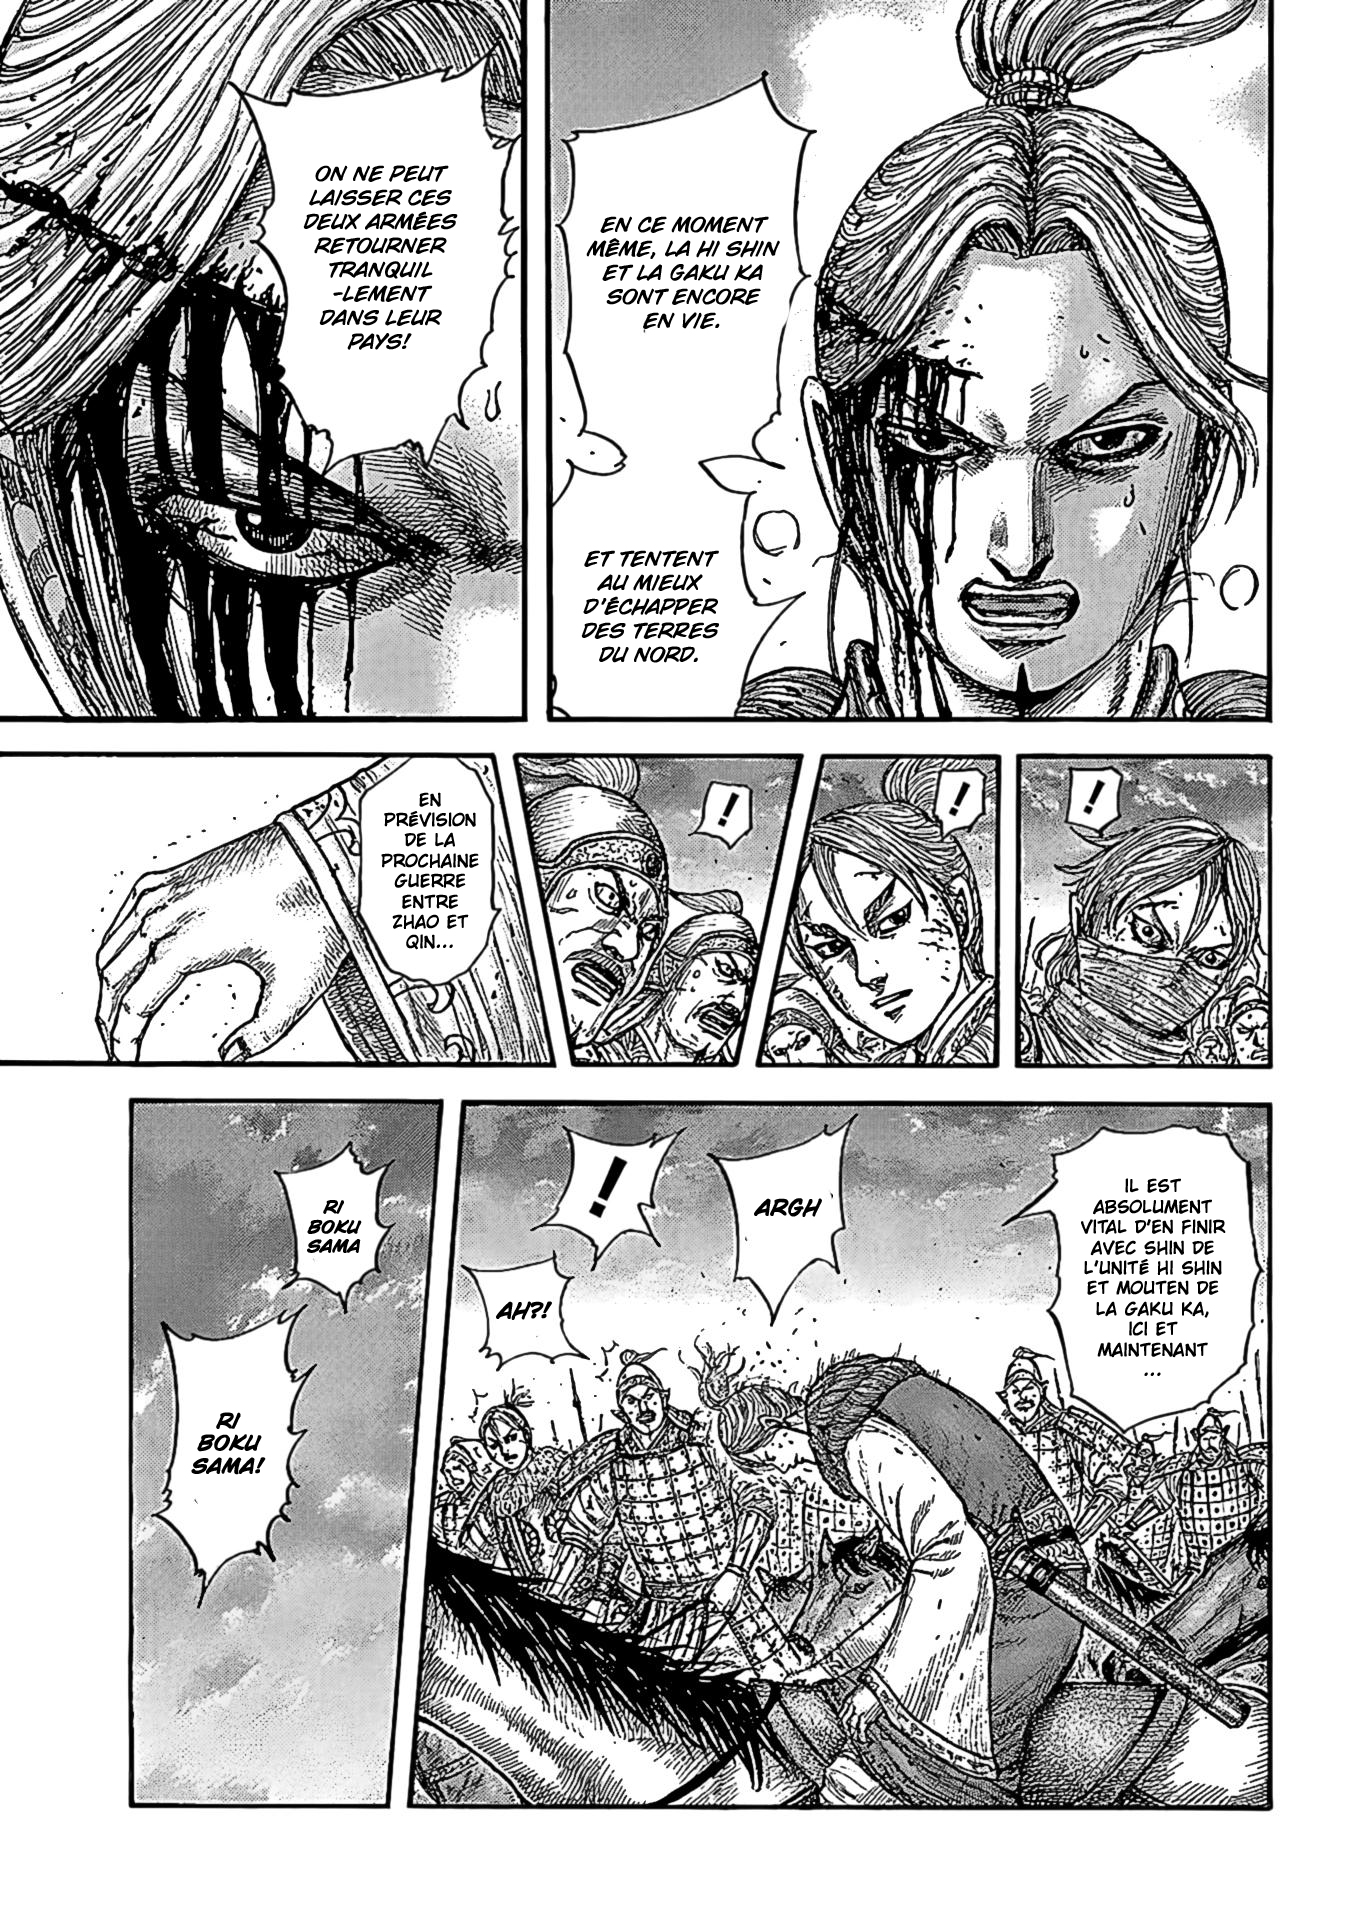 EN CE MOMENT
MÊME, LA HI SHIN
ET LA GAKU KA
SONT ENCORE
EN VIE.
ET TENTENT
AU MIEUX
D'ÉCHAPPER
DES TERRES
DU NORD.
ON NE PEUT
LAISSER CES
DEUX ARMÉES
RETOURNER
TRANQUIL
-LEMENT
DANS LEUR
PAYS!
!
!
!
EN
PRÉVISION
DE LA
PROCHAINE
GUERRE
ENTRE
ZHAO ET
QIN...
IL EST
ABSOLUMENT
VITAL D'EN FINIR
AVEC SHIN DE
L'UNITÉ HI SHIN
ET MOUTEN DE
LA GAKU KA,
ICI ET
MAINTENANT
...
ARGH
!
AH?!
RI
BOKU
SAMA
RI
BOKU
SAMA!